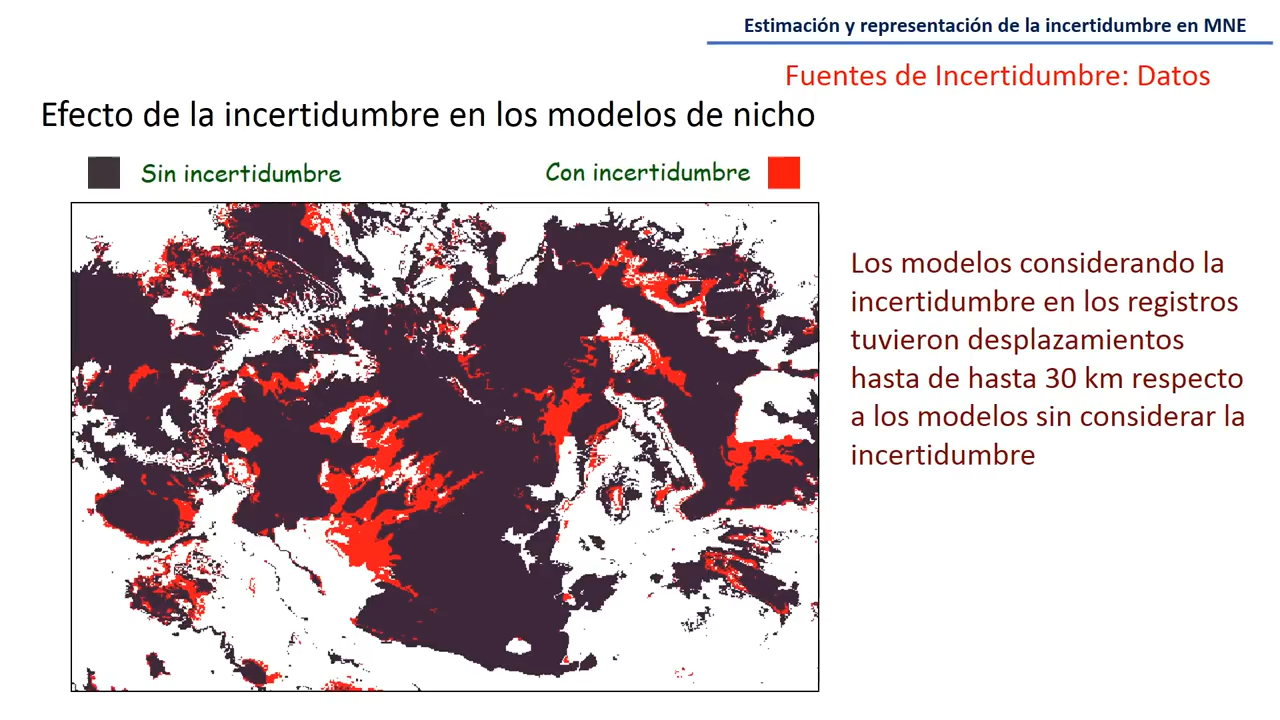 Estimación y representación de la incertidumbre en MNE
Fuentes de Incertidumbre: Datos
Efecto de la incertidumbre en los modelos de nicho
Sin incertidumbre
Con incertidumbre
Los modelos considerando la
incertidumbre en los registros
tuvieron desplazamientos
hasta de hasta 30 km respecto
a los modelos sin considerar la
incertidumbre